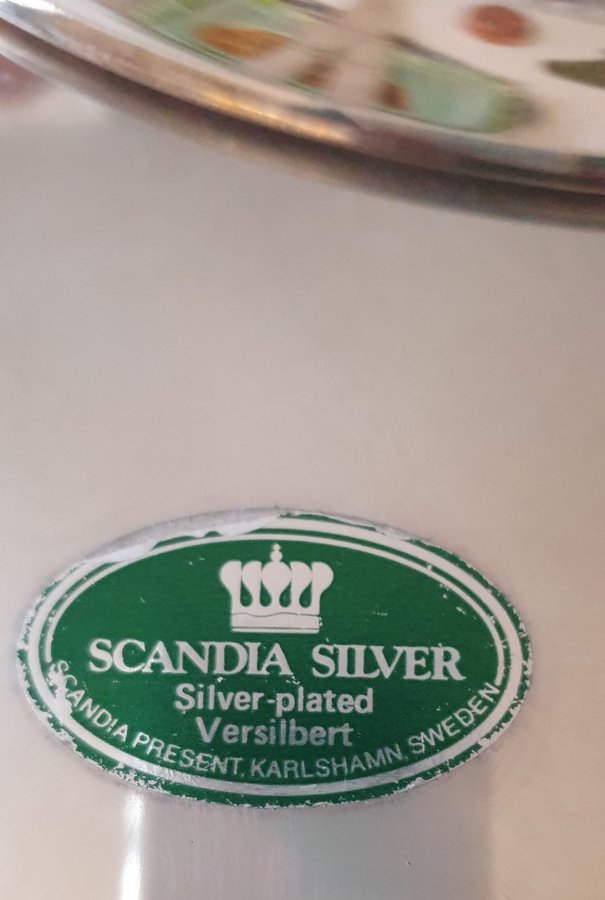 SCANDIA SILVER
Silver-plated
Versilbert
SCANDIA PRESENT. KARLSHAMN. SWEDEN